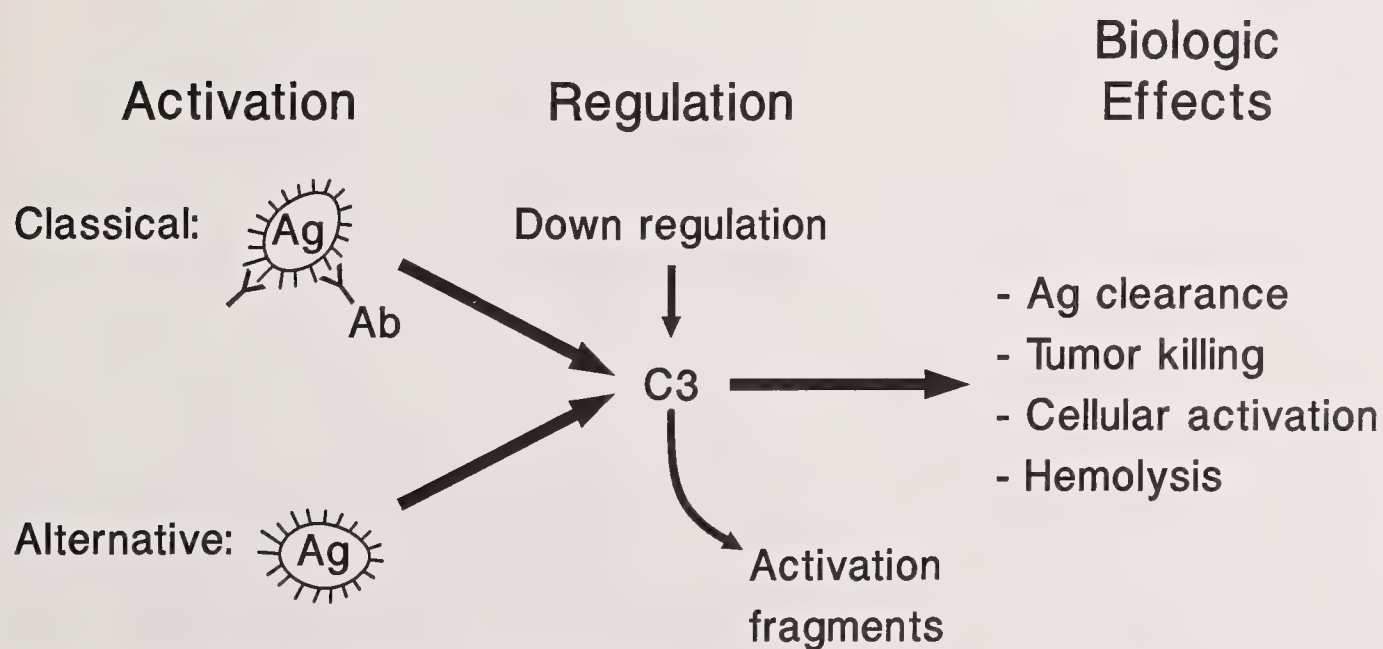 Activation
Regulation
Biologic
Effects
Classical:
Ag
Ab
Down regulation
C3
Alternative:
Ag
Activation
fragments
- Ag clearance
- Tumor killing
- Cellular activation
- Hemolysis